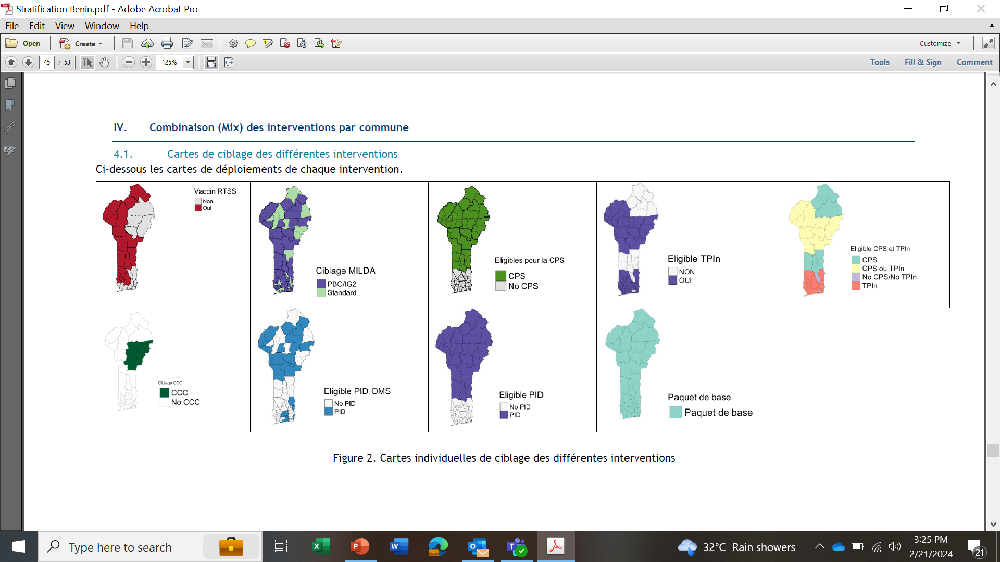 Stratification Benin.pdf - Adobe Acrobat Pro
File Edit View Window Help
Open Create Customize
45 / 53 125% Tools Fill & Sign Comment
IV. Combinaison (Mix) des interventions par commune
4.1. Cartes de ciblage des différentes interventions
Ci-dessous les cartes de déploiements de chaque intervention.
Vaccin RTSS
Non
Oui
Ciblage MILDA
PBO/IG2
Standard
Eligibles pour la CPS
CPS
No CPS
Eligible TPIn
NON
OUI
Eligible CPS et TPIn
CPS
CPS ou TPIn
No CPS/No TPIn
TPIn
Ciblage CCC
CCC
No CCC
Eligible PID OMS
No PID
PID
Eligible PID
No PID
PID
Paquet de base
Paquet de base
Figure 2. Cartes individuelles de ciblage des différentes interventions
Type here to search
32°C Rain showers
3:25 PM
2/21/2024
21